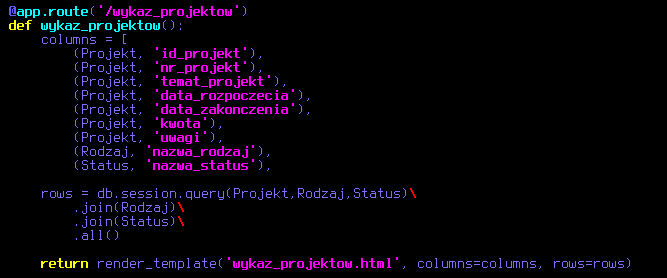 @app.route('/wykaz_projektow')
def wykaz_projektow():
    columns = [
        (Projekt, 'id_projekt'),
        (Projekt, 'nr_projekt'),
        (Projekt, 'temat_projekt'),
        (Projekt, 'data_rozpoczecia'),
        (Projekt, 'data_zakonczenia'),
        (Projekt, 'kwota'),
        (Projekt, 'uwagi'),
        (Rodzaj, 'nazwa_rodzaj'),
        (Status, 'nazwa_status'),

    rows = db.session.query(Projekt,Rodzaj,Status)\
        .join(Rodzaj)\
        .join(Status)\
        .all()

    return render_template('wykaz_projektow.html', columns=columns, rows=rows)